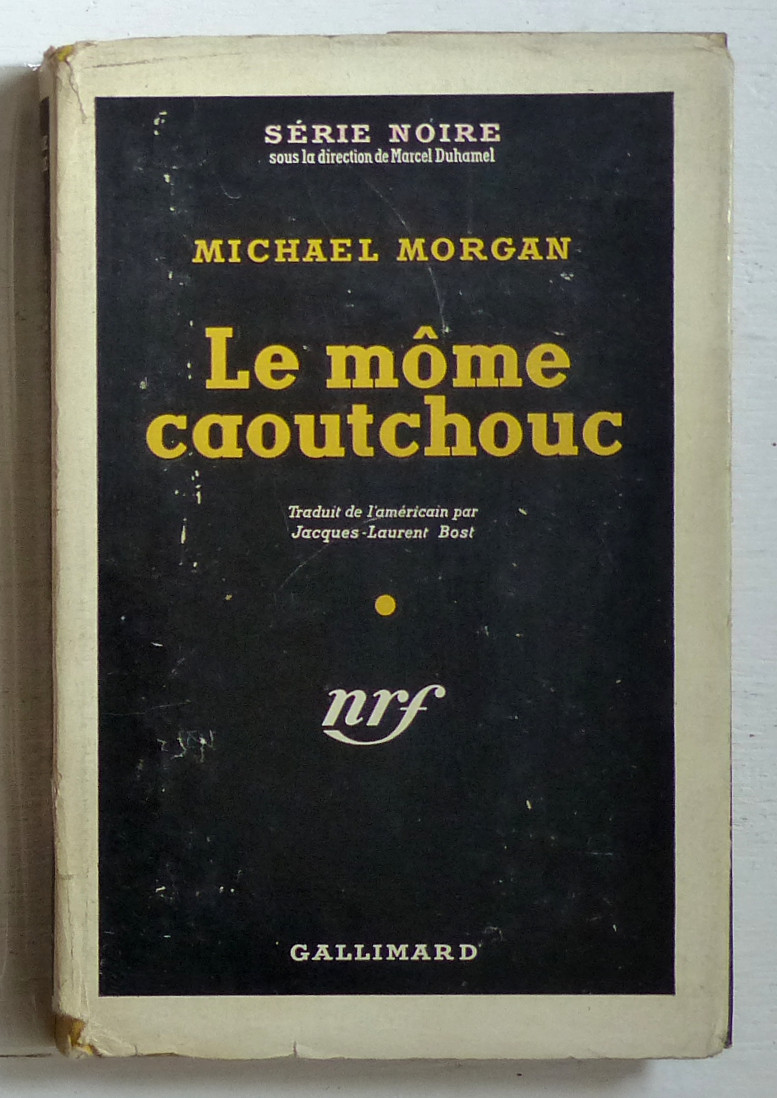 SÉRIE NOIRE
sous la direction de Marcel Duhamel
MICHAEL MORGAN
Le môme
caoutchouc
Traduit de l'américain par
Jacques-Laurent Bost
nrf
GALLIMARD